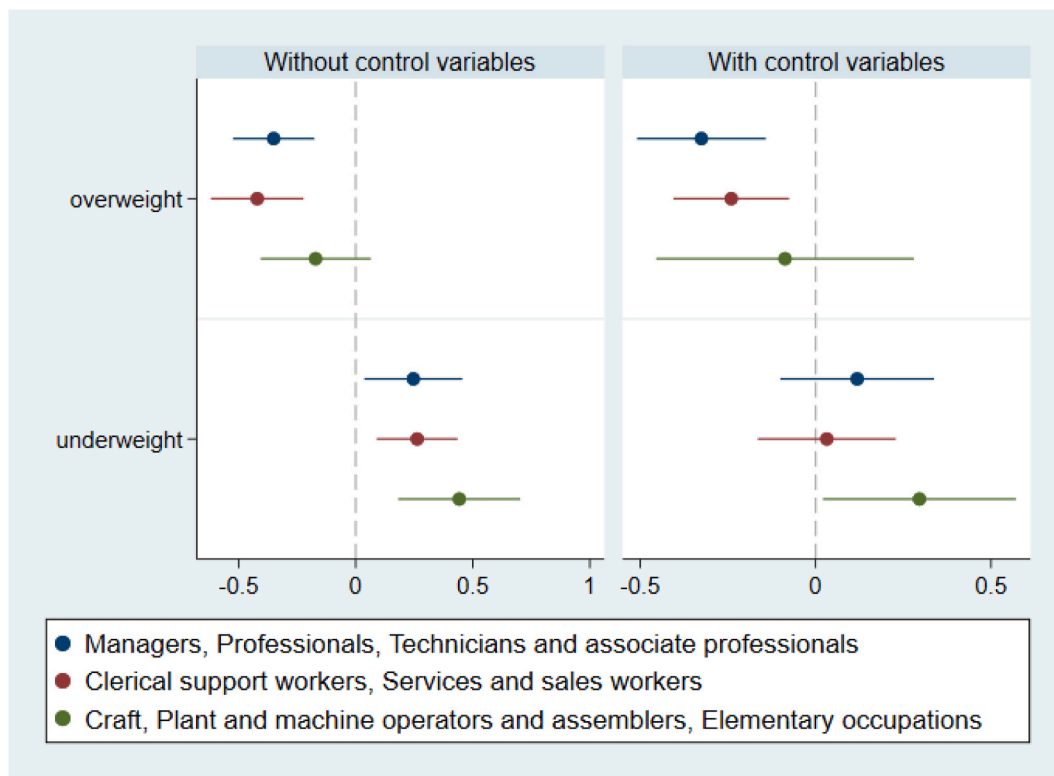 Without control variables
With control variables
overweight
underweight
-0.5 0 0.5 1
-0.5 0 0.5
Managers, Professionals, Technicians and associate professionals
Clerical support workers, Services and sales workers
Craft, Plant and machine operators and assemblers, Elementary occupations